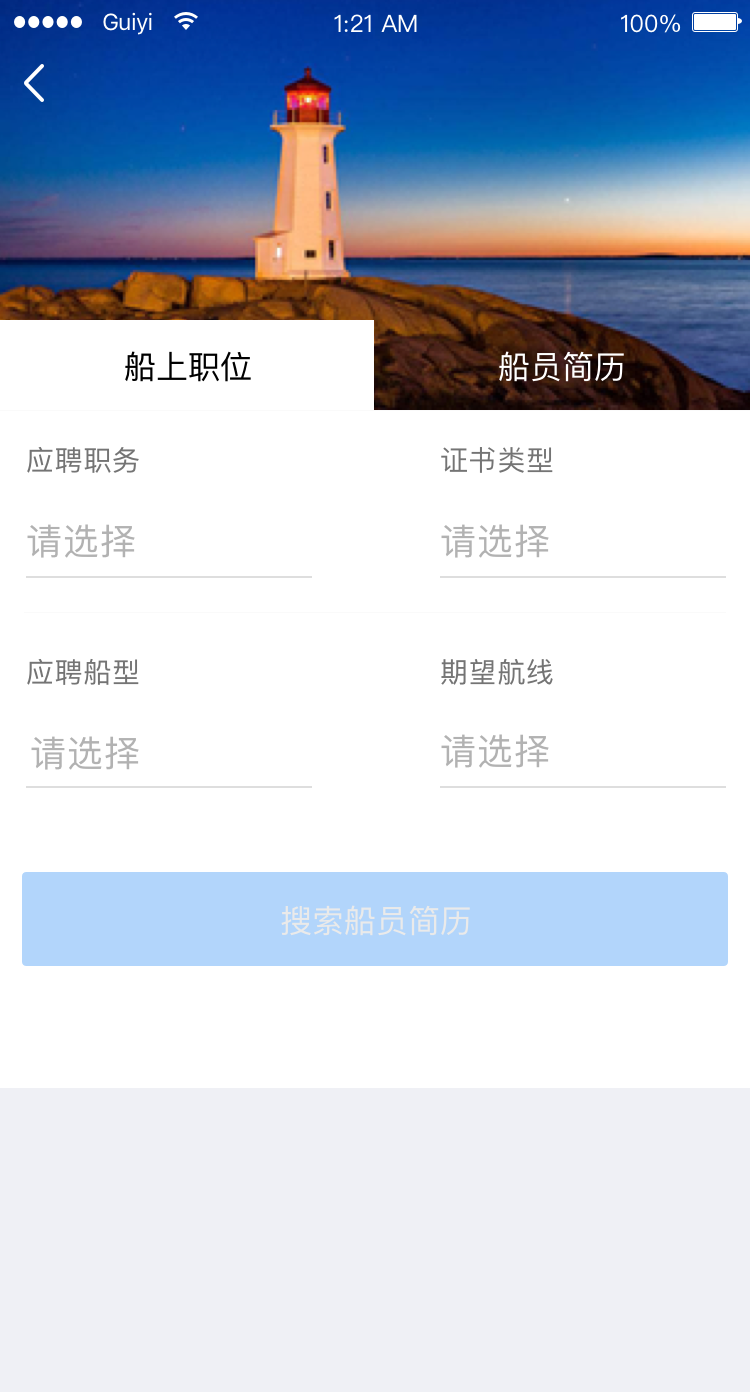 Guiyi 1:21 AM 100%
船上职位 船员简历
应聘职务 证书类型
请选择 请选择
应聘船型 期望航线
请选择 请选择
搜索船员简历